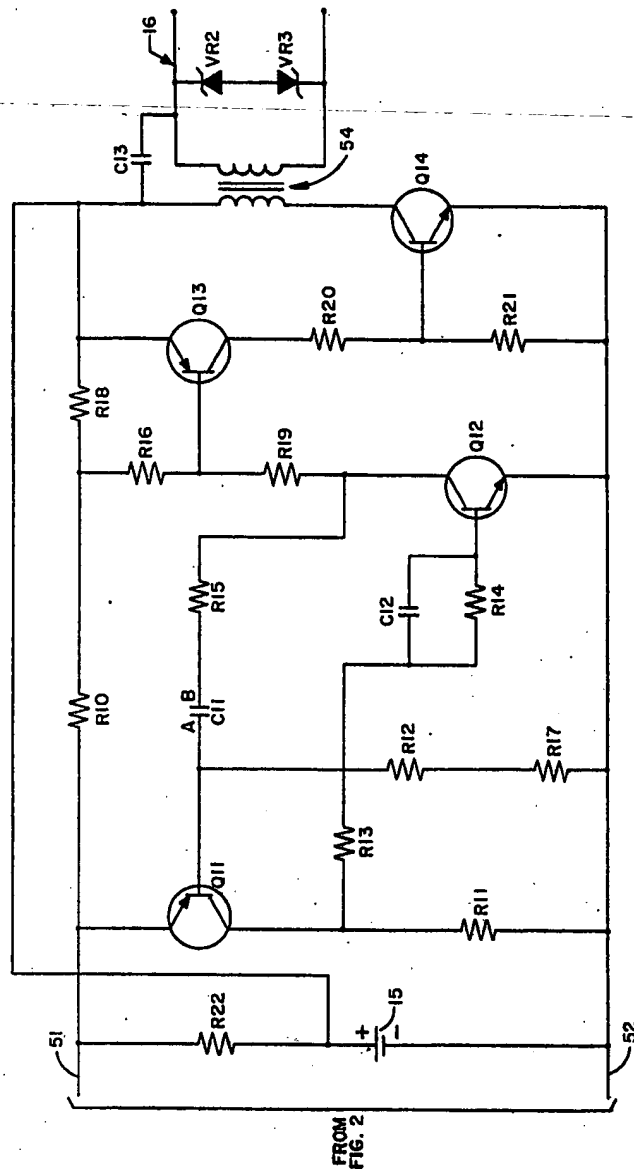 16
VR2
VR3
C13
54
Q14
Q13
R20
R21
R18
R16
R19
Q12
R15
C12
R14
R10
A B
C11
R12
R17
R13
Q11
R11
51
R22
+
15
-
52
FROM
FIG. 2